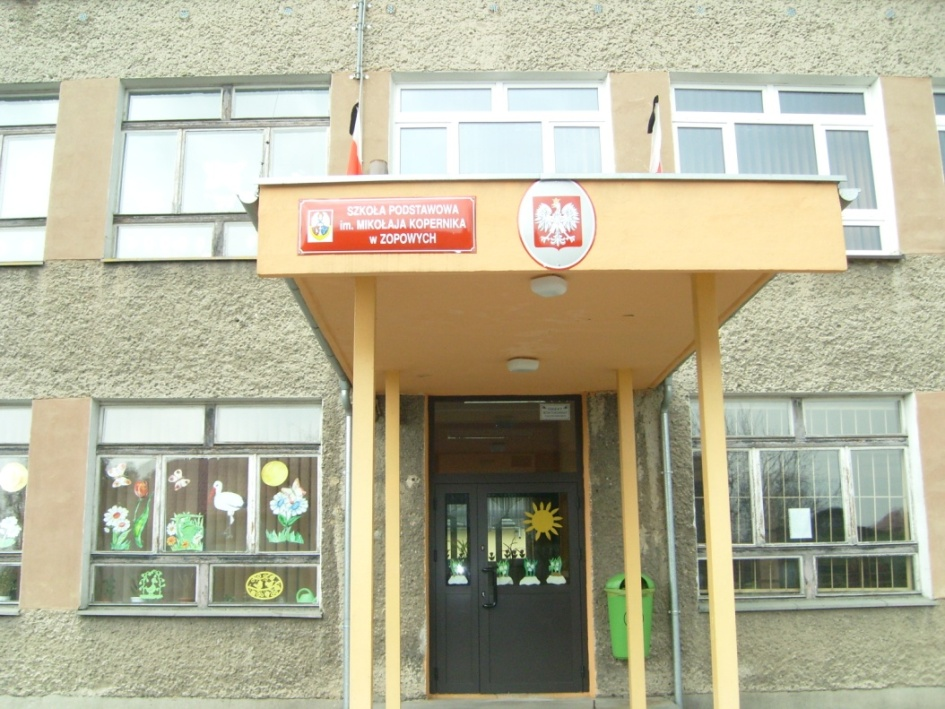 SZKOŁA PODSTAWOWA
im. MIKOŁAJA KOPERNIKA
w ZOPOWYCH